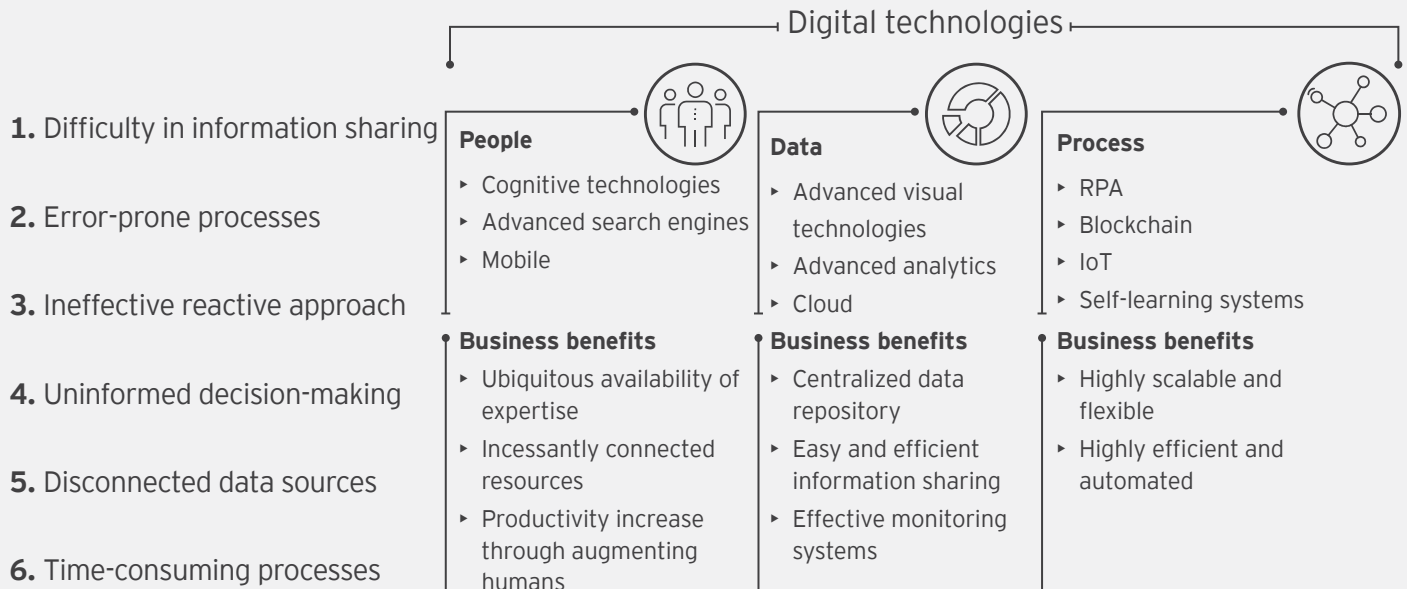 Digital technologies
1. Difficulty in information sharing
2. Error-prone processes
3. Ineffective reactive approach
4. Uninformed decision-making
5. Disconnected data sources
6. Time-consuming processes
People
‣ Cognitive technologies
‣ Advanced search engines
‣ Mobile
Business benefits
‣ Ubiquitous availability of
expertise
‣ Incessantly connected
resources
‣ Productivity increase
through augmenting
humans
Data
‣ Advanced visual
technologies
‣ Advanced analytics
‣ Cloud
Business benefits
‣ Centralized data
repository
‣ Easy and efficient
information sharing
‣ Effective monitoring
systems
Process
‣ RPA
‣ Blockchain
‣ IoT
‣ Self-learning systems
Business benefits
‣ Highly scalable and
flexible
‣ Highly efficient and
automated